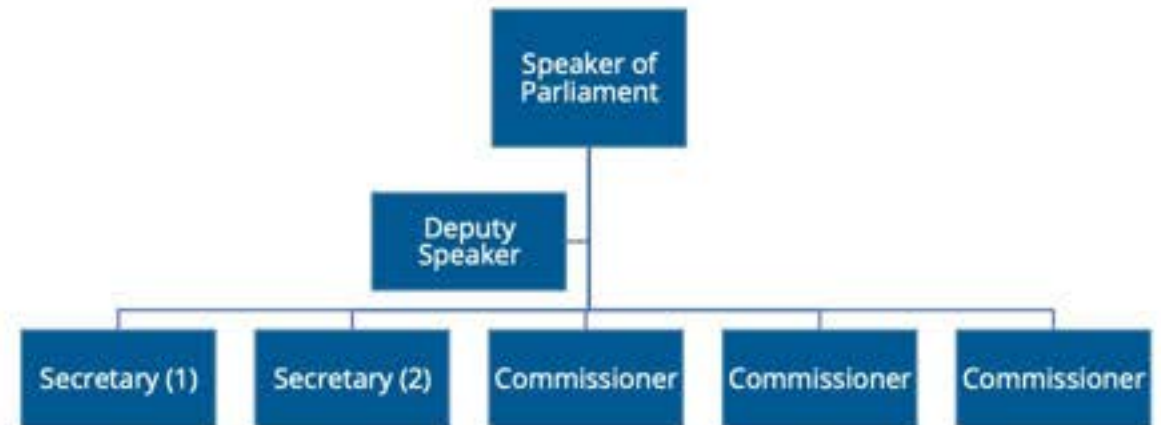 Speaker of
Parliament
Deputy
Speaker
Secretary (1)
Secretary (2)
Commissioner
Commissioner
Commissioner